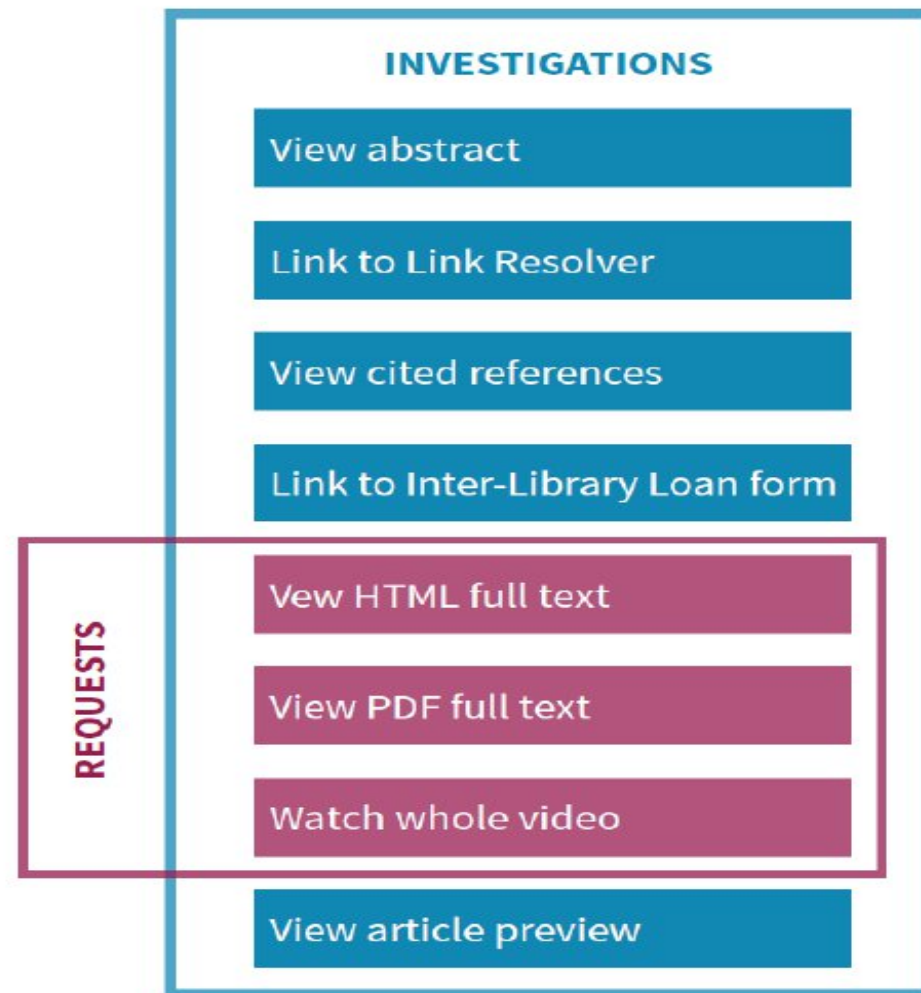 INVESTIGATIONS
View abstract
Link to Link Resolver
View cited references
Link to Inter-Library Loan form
REQUESTS
Vew HTML full text
View PDF full text
Watch whole video
View article preview